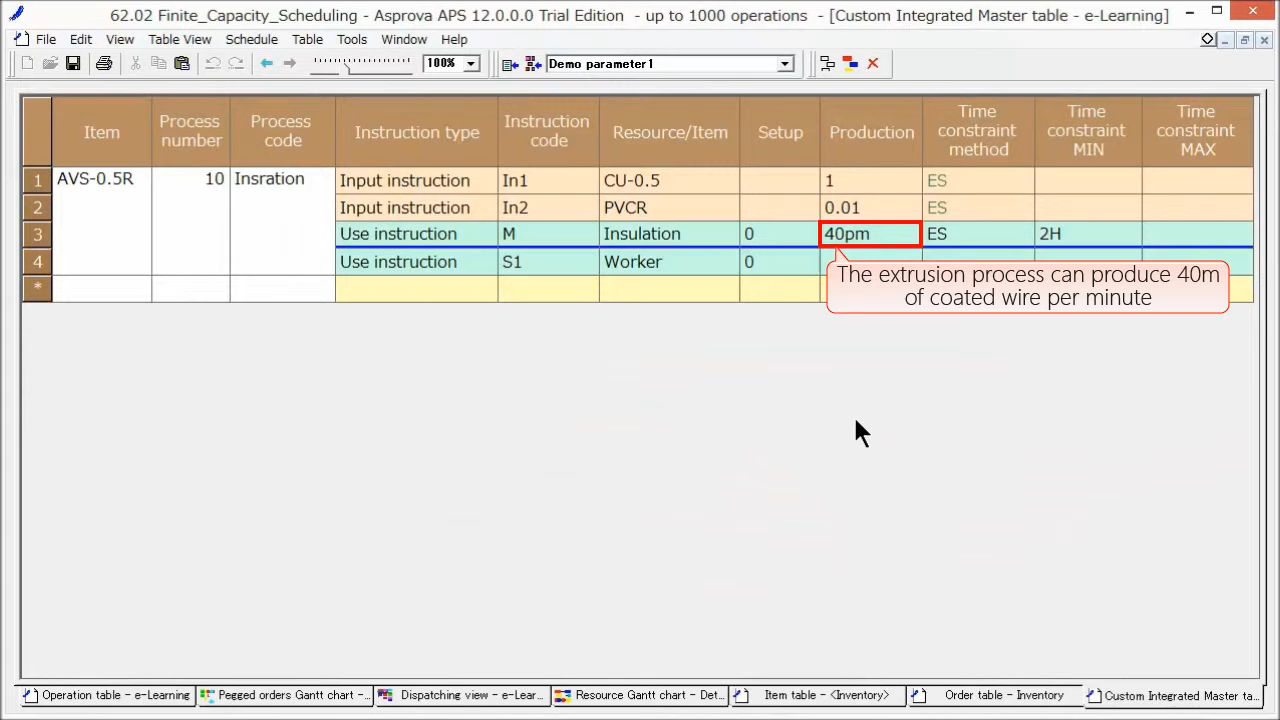 62.02 Finite_Capacity_Scheduling - Asprova APS 12.0.0.0 Trial Edition - up to 1000 operations - [Custom Integrated Master table - e-Learning]
File Edit View Table View Schedule Table Tools Window Help
100% Demo parameter1
Item Process number Process code Instruction type Instruction code Resource/Item Setup Production Time constraint method Time constraint MIN Time constraint MAX
1 AVS-0.5R 10 Insration Input instruction In1 CU-0.5 1 ES
2 Input instruction In2 PVCR 0.01 ES
3 Use instruction M Insulation 0 40pm ES 2H
4 Use instruction S1 Worker 0
*
The extrusion process can produce 40m
of coated wire per minute
Operation table - e-Learning Pegged orders Gantt chart -... Dispatching view - e-Lear... Resource Gantt chart - Det... Item table - <Inventory> Order table - Inventory Custom Integrated Master ta...